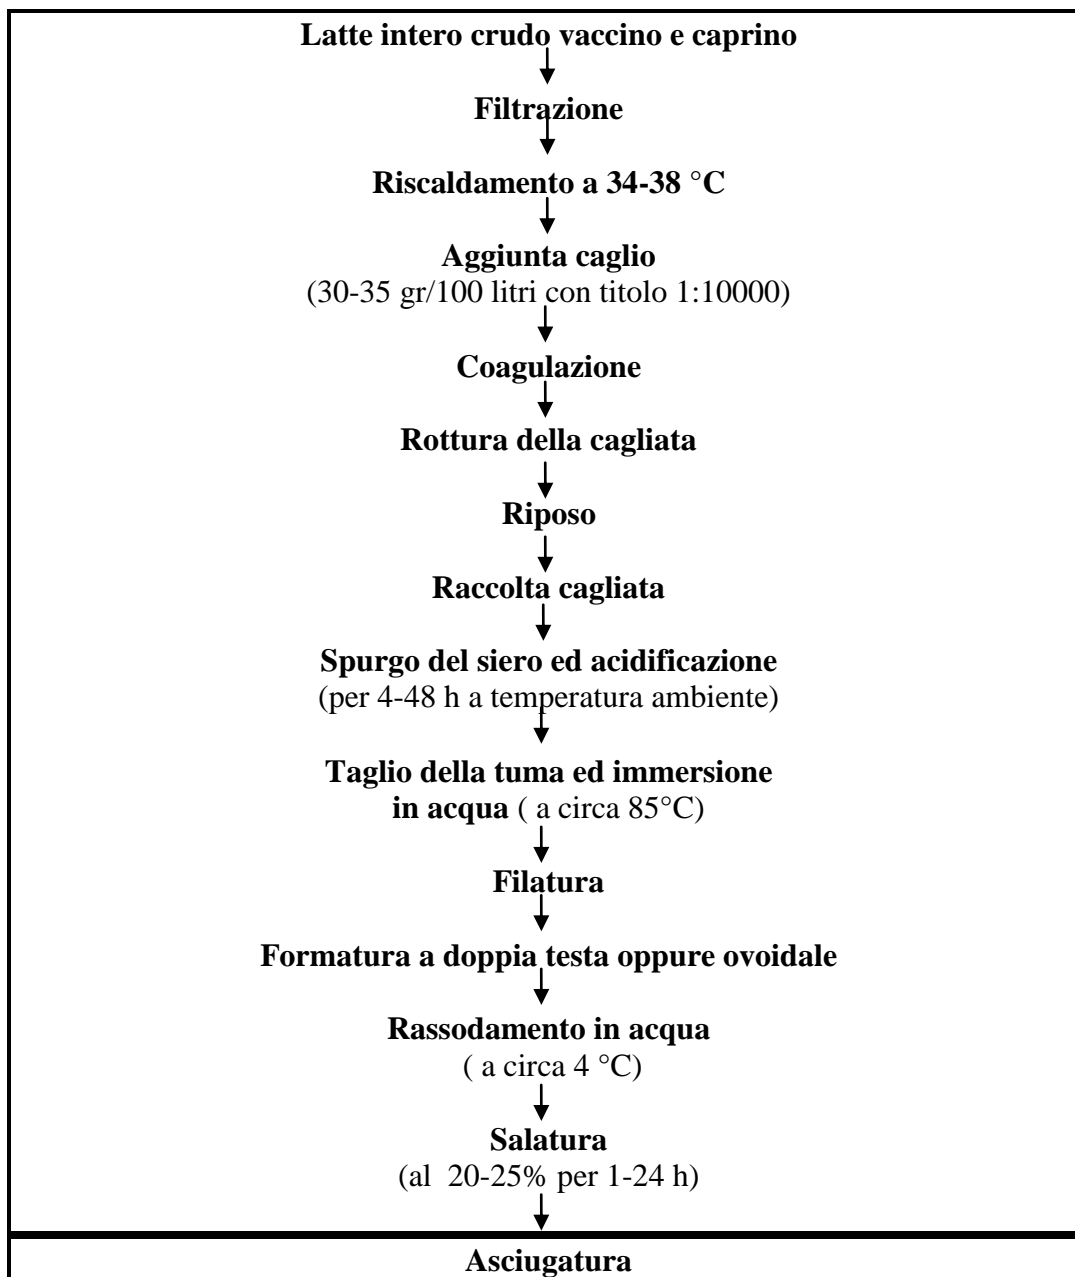 Latte intero crudo vaccino e caprino
Filtrazione
Riscaldamento a 34-38 °C
Aggiunta caglio
(30-35 gr/100 litri con titolo 1:10000)
Coagulazione
Rottura della cagliata
Riposo
Raccolta cagliata
Spurgo del siero ed acidificazione
(per 4-48 h a temperatura ambiente)
Taglio della tuma ed immersione
in acqua ( a circa 85°C)
Filatura
Formatura a doppia testa oppure ovoidale
Rassodamento in acqua
( a circa 4 °C)
Salatura
(al  20-25% per 1-24 h)
Asciugatura